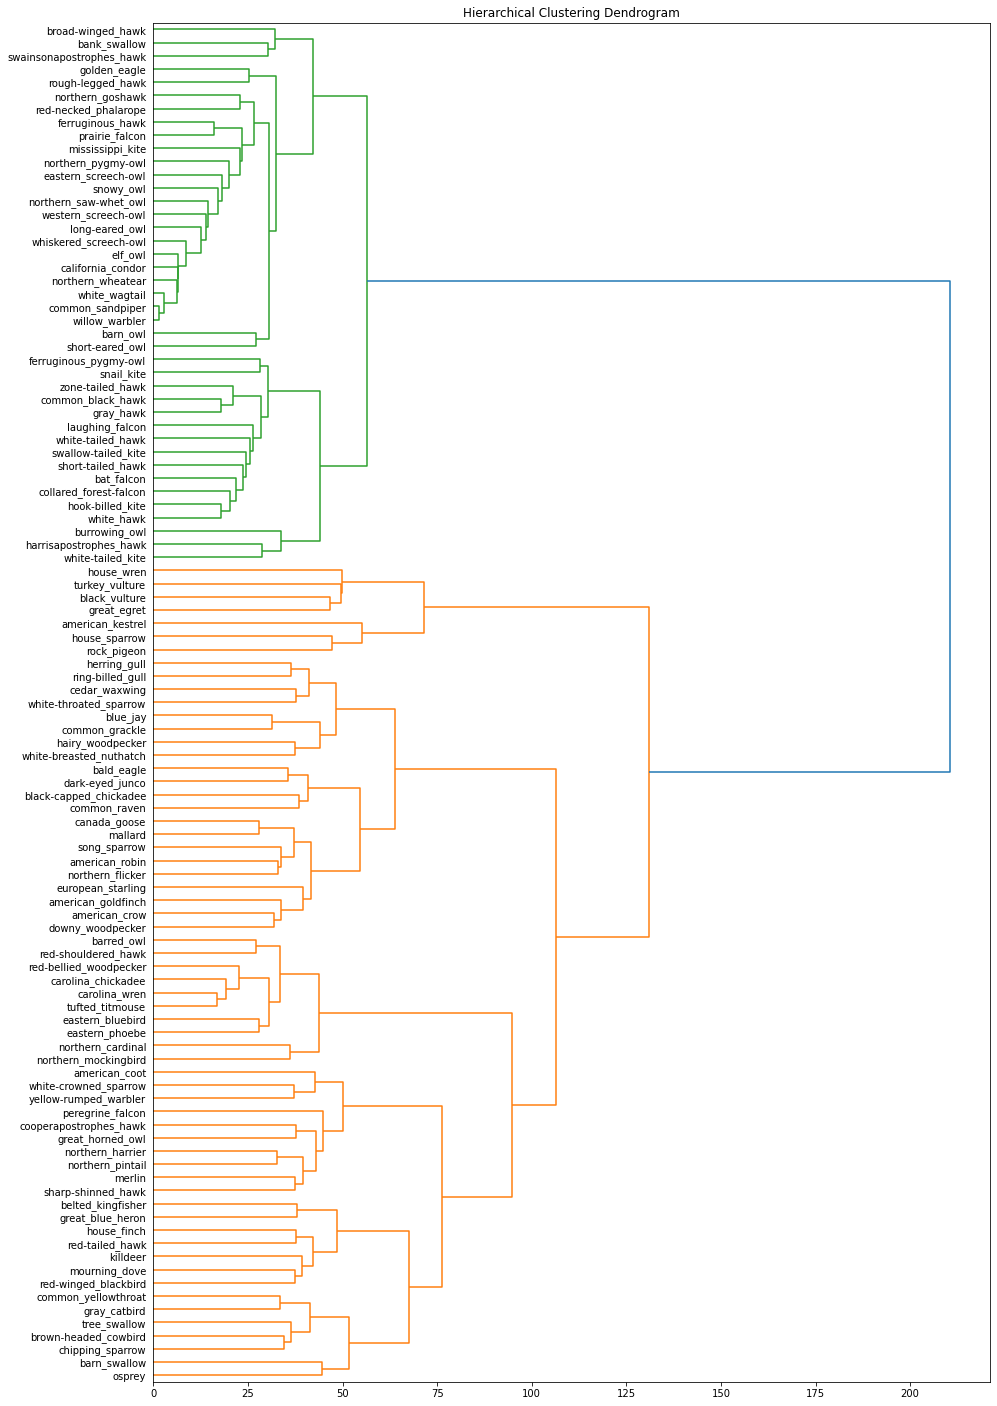 Hierarchical Clustering Dendrogram
broad-winged_hawk
bank_swallow
swainsonapostrophes_hawk
golden_eagle
rough-legged_hawk
northern_goshawk
red-necked_phalarope
ferruginous_hawk
prairie_falcon
mississippi_kite
northern_pygmy-owl
eastern_screech-owl
snowy_owl
northern_saw-whet_owl
western_screech-owl
long-eared_owl
whiskered_screech-owl
elf_owl
california_condor
northern_wheatear
white_wagtail
common_sandpiper
willow_warbler
barn_owl
short-eared_owl
ferruginous_pygmy-owl
snail_kite
zone-tailed_hawk
common_black_hawk
gray_hawk
laughing_falcon
white-tailed_hawk
swallow-tailed_kite
short-tailed_hawk
bat_falcon
collared_forest-falcon
hook-billed_kite
white_hawk
burrowing_owl
harrisapostrophes_hawk
white-tailed_kite
house_wren
turkey_vulture
black_vulture
great_egret
american_kestrel
house_sparrow
rock_pigeon
herring_gull
ring-billed_gull
cedar_waxwing
white-throated_sparrow
blue_jay
common_grackle
hairy_woodpecker
white-breasted_nuthatch
bald_eagle
dark-eyed_junco
black-capped_chickadee
common_raven
canada_goose
mallard
song_sparrow
american_robin
northern_flicker
european_starling
american_goldfinch
american_crow
downy_woodpecker
barred_owl
red-shouldered_hawk
red-bellied_woodpecker
carolina_chickadee
carolina_wren
tufted_titmouse
eastern_bluebird
eastern_phoebe
northern_cardinal
northern_mockingbird
american_coot
white-crowned_sparrow
yellow-rumped_warbler
peregrine_falcon
cooperapostrophes_hawk
great_horned_owl
northern_harrier
northern_pintail
merlin
sharp-shinned_hawk
belted_kingfisher
great_blue_heron
house_finch
red-tailed_hawk
killdeer
mourning_dove
red-winged_blackbird
common_yellowthroat
gray_catbird
tree_swallow
brown-headed_cowbird
chipping_sparrow
barn_swallow
osprey
0 25 50 75 100 125 150 175 200